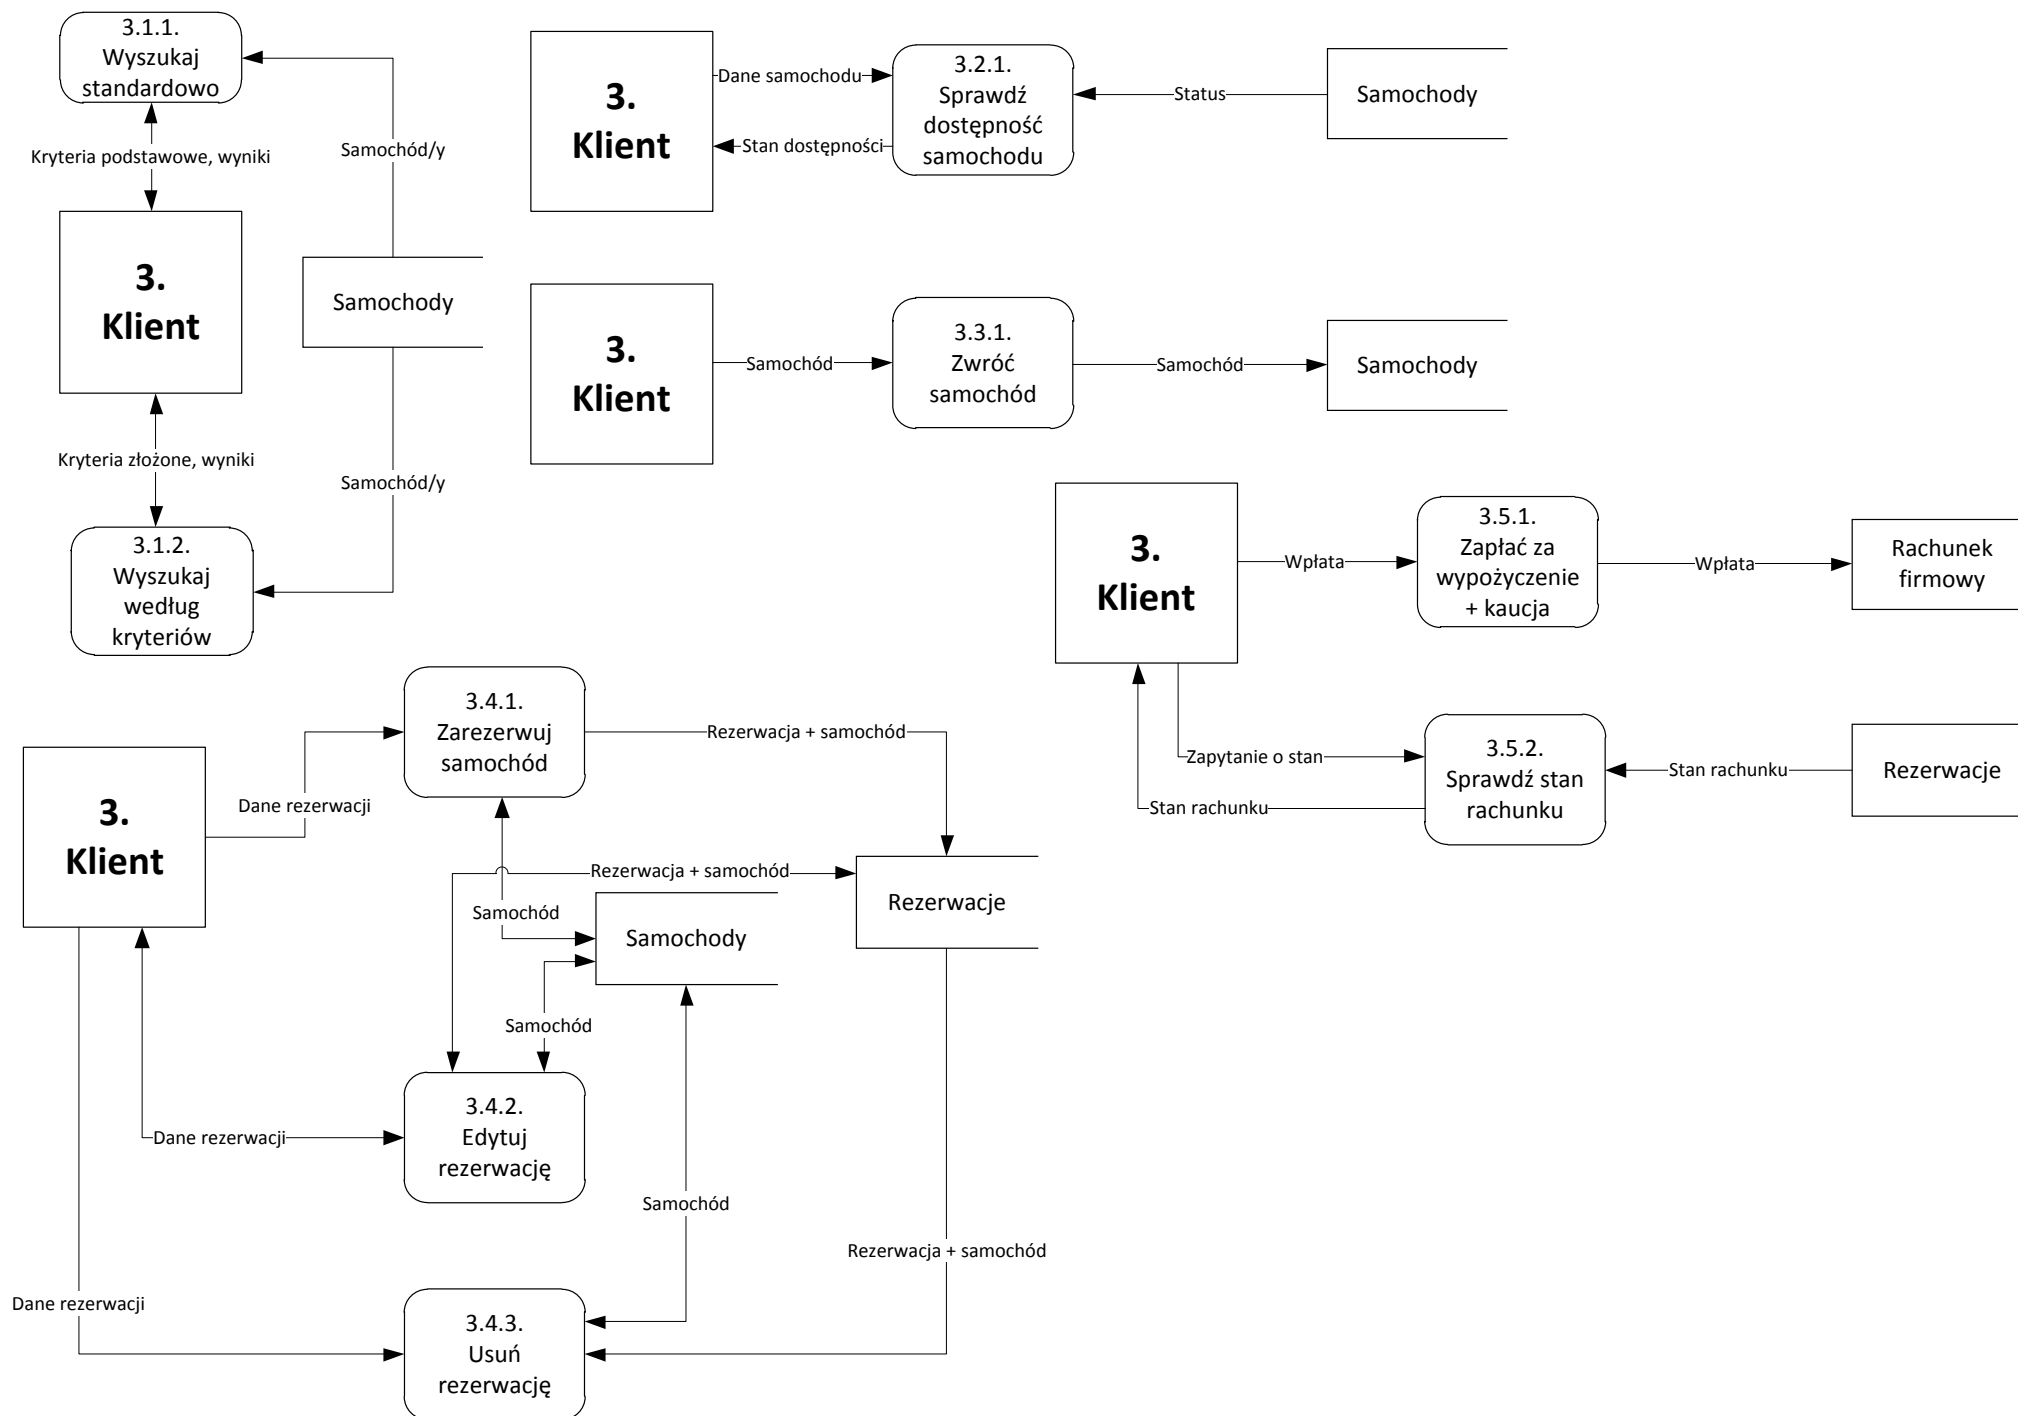 3.1.1.
Wyszukaj
standardowo
Kryteria podstawowe, wyniki
Samochód/y
3.
Klient
Samochody
Kryteria złożone, wyniki
Samochód/y
3.1.2.
Wyszukaj
według
kryteriów
3.
Klient
Dane samochodu
Stan dostępności
3.2.1.
Sprawdź
dostępność
samochodu
Status
Samochody
3.
Klient
Samochód
3.3.1.
Zwróć
samochód
Samochód
Samochody
3.
Klient
Wpłata
3.5.1.
Zapłać za
wypożyczenie
+ kaucja
Wpłata
Rachunek
firmowy
Zapytanie o stan
Stan rachunku
3.5.2.
Sprawdź stan
rachunku
Stan rachunku
Rezerwacje
3.
Klient
Dane rezerwacji
3.4.1.
Zarezerwuj
samochód
Rezerwacja + samochód
Rezerwacja + samochód
Samochód
Samochody
Rezerwacje
Samochód
Dane rezerwacji
3.4.2.
Edytuj
rezerwację
Samochód
Rezerwacja + samochód
Dane rezerwacji
3.4.3.
Usuń
rezerwację